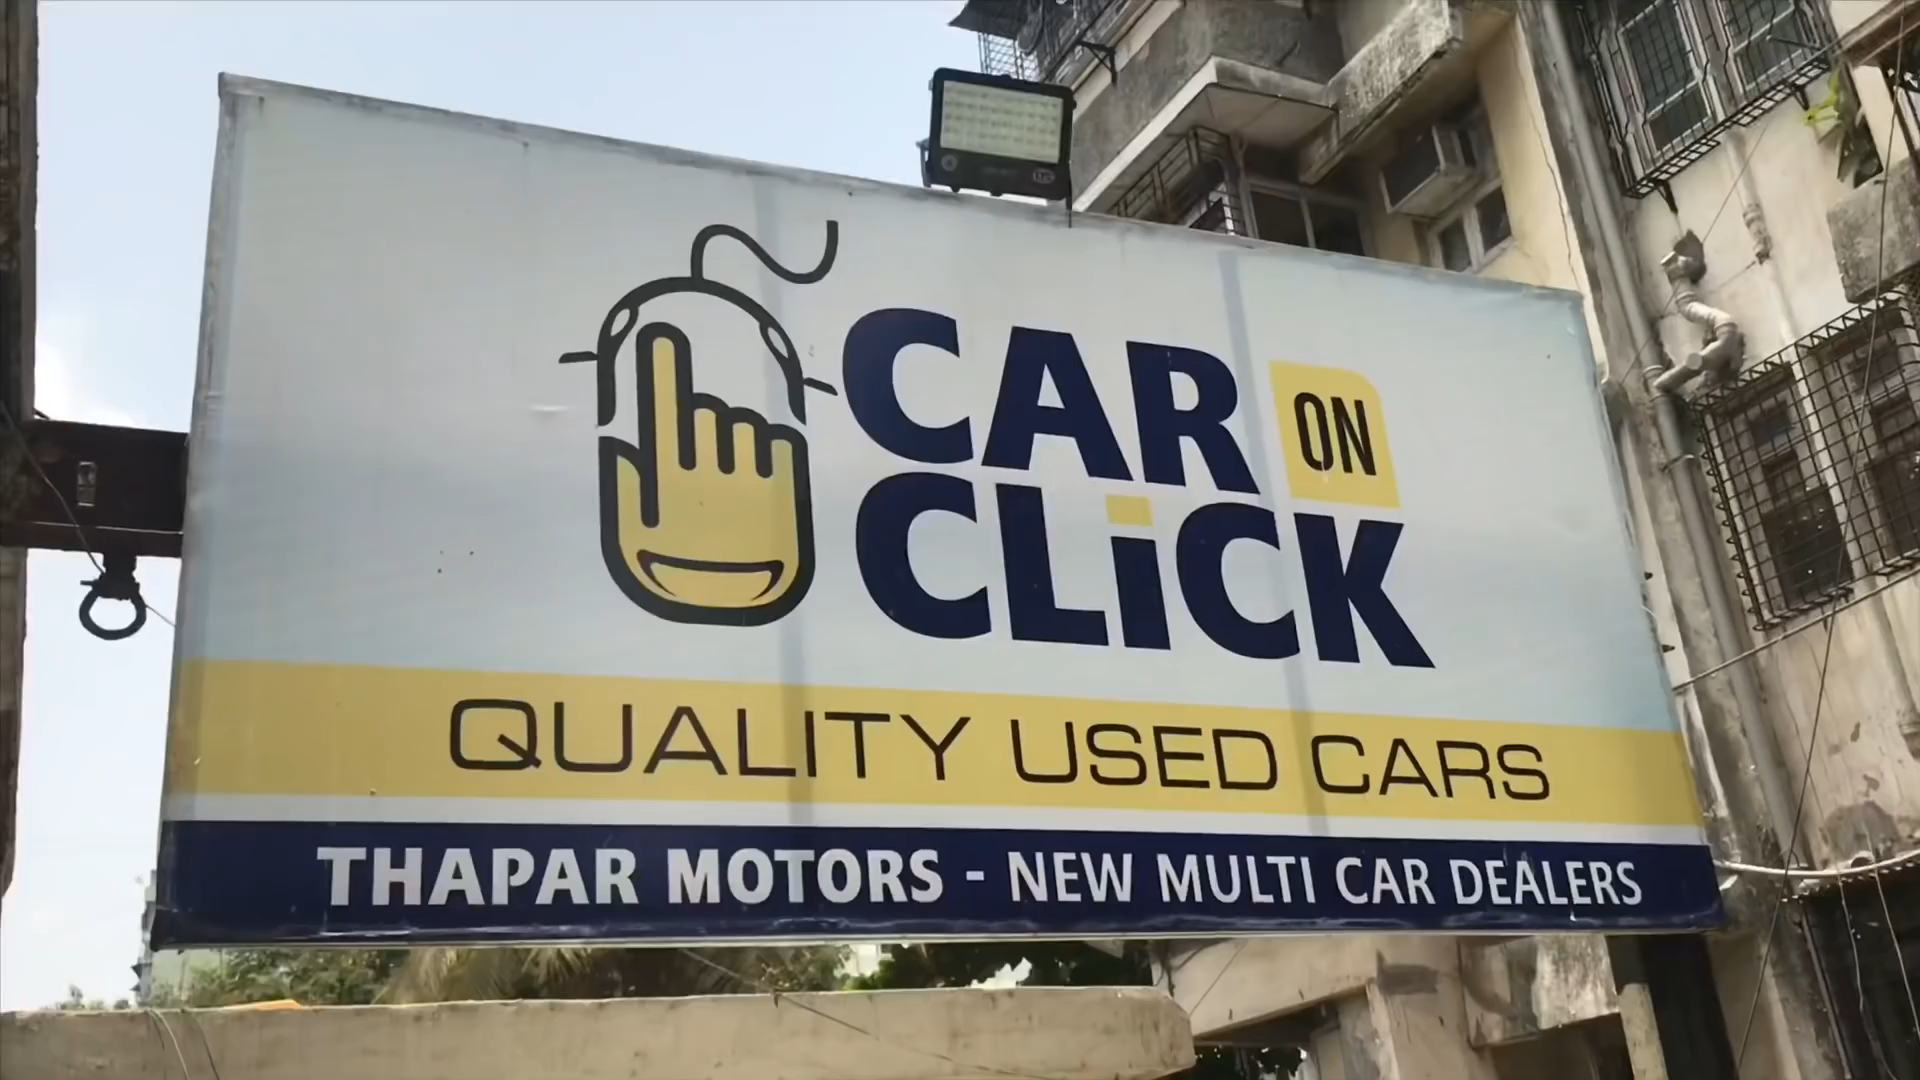 CAR ON
CLiCK
QUALITY USED CARS
THAPAR MOTORS - NEW MULTI CAR DEALERS